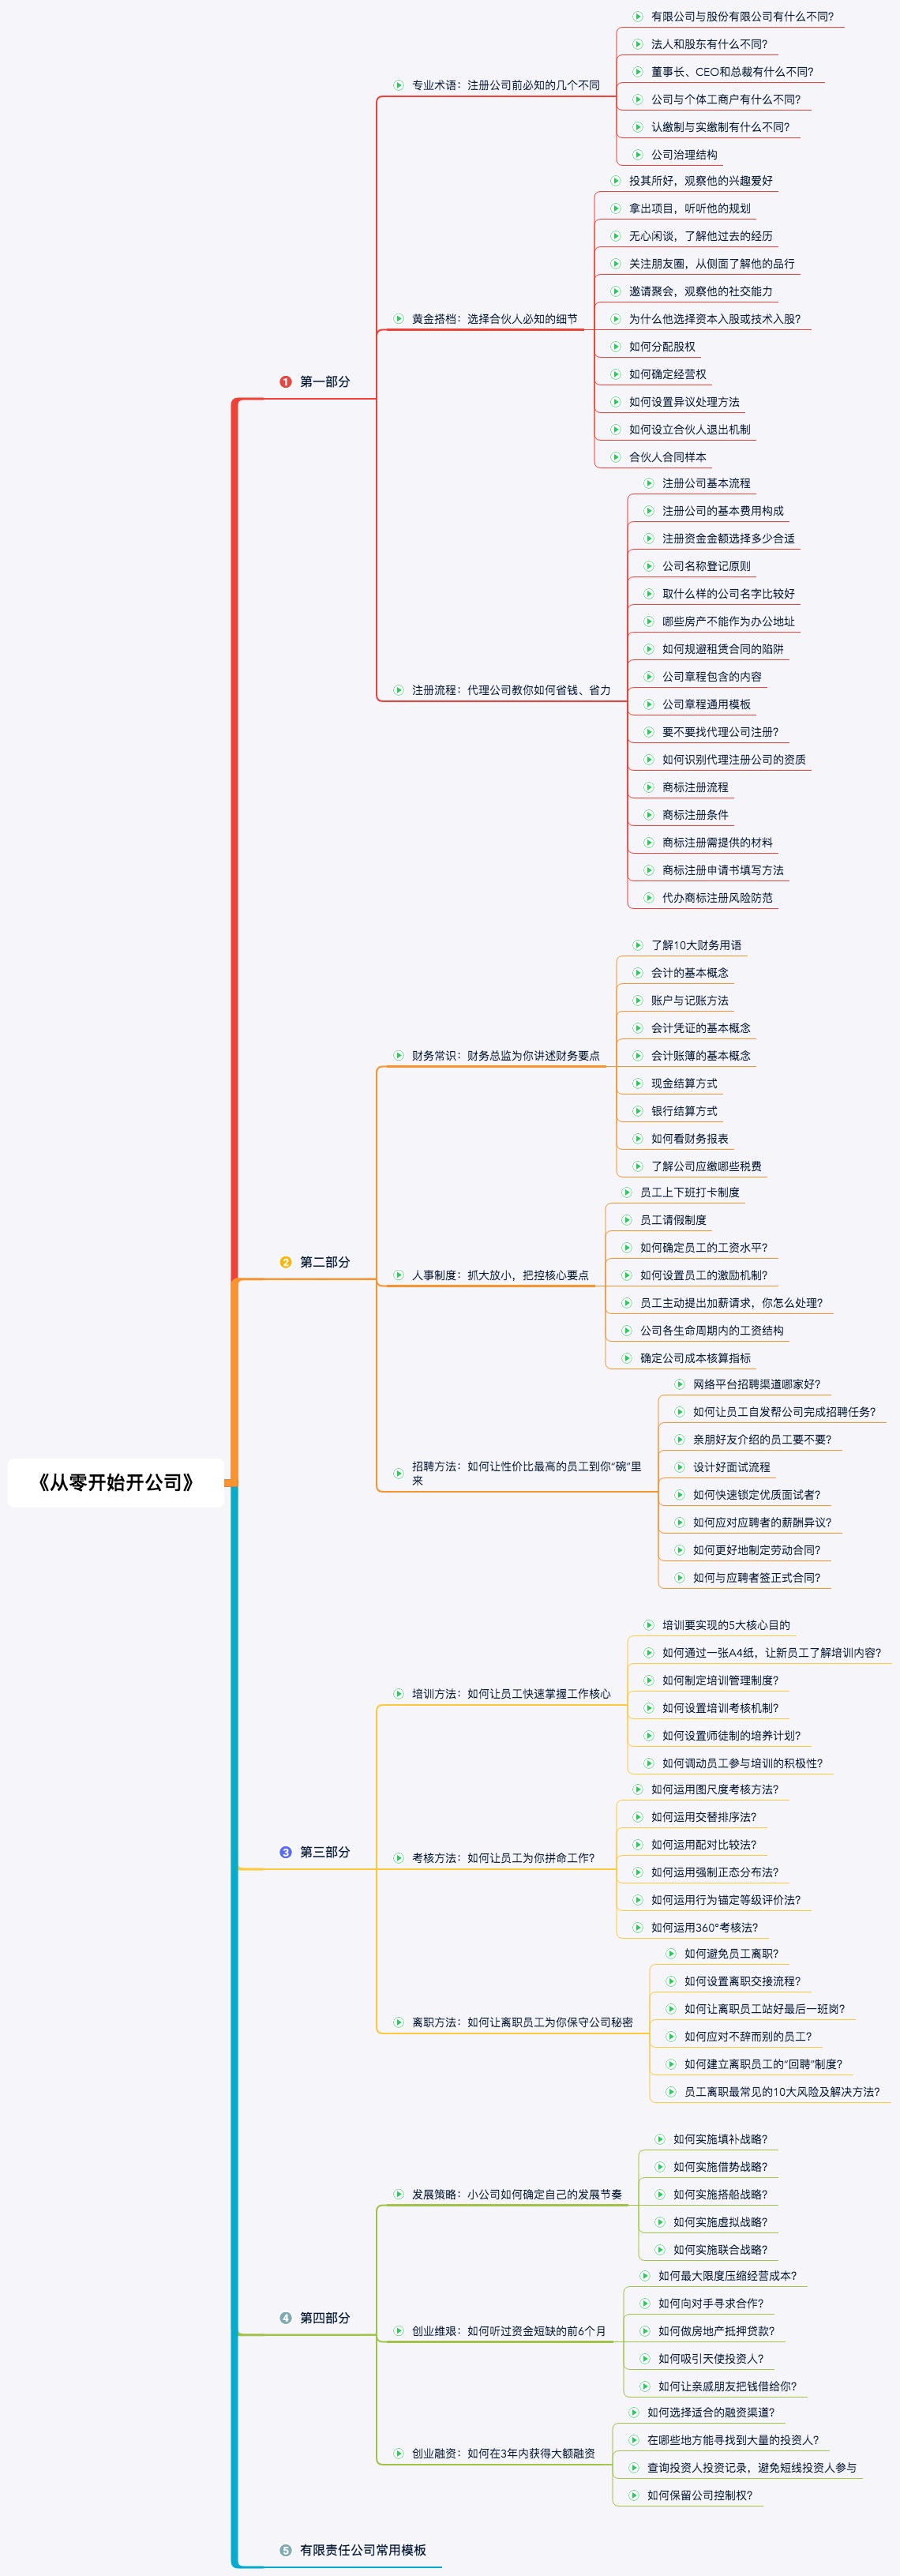 《从零开始开公司》
1 第一部分
专业术语：注册公司前必知的几个不同
有限公司与股份有限公司有什么不同？
法人和股东有什么不同？
董事长、CEO和总裁有什么不同？
公司与个体工商户有什么不同？
认缴制与实缴制有什么不同？
公司治理结构
黄金搭档：选择合伙人必知的细节
投其所好，观察他的兴趣爱好
拿出项目，听听他的规划
无心闲谈，了解他过去的经历
关注朋友圈，从侧面了解他的品行
邀请聚会，观察他的社交能力
为什么他选择资本入股或技术入股？
如何分配股权
如何确定经营权
如何设置异议处理方法
如何设立合伙人退出机制
合伙人合同样本
注册流程：代理公司教你如何省钱、省力
注册公司基本流程
注册公司的基本费用构成
注册资金金额选择多少合适
公司名称登记原则
取什么样的公司名字比较好
哪些房产不能作为办公地址
如何规避租赁合同的陷阱
公司章程包含的内容
公司章程通用模板
要不要找代理公司注册？
如何识别代理注册公司的资质
商标注册流程
商标注册条件
商标注册需提供的材料
商标注册申请书填写方法
代办商标注册风险防范
2 第二部分
财务常识：财务总监为你讲述财务要点
了解10大财务用语
会计的基本概念
账户与记账方法
会计凭证的基本概念
会计账簿的基本概念
现金结算方式
银行结算方式
如何看财务报表
了解公司应缴哪些税费
人事制度：抓大放小，把控核心要点
员工上下班打卡制度
员工请假制度
如何确定员工的工资水平？
如何设置员工的激励机制？
员工主动提出加薪请求，你怎么处理？
公司各生命周期内的工资结构
确定公司成本核算指标
招聘方法：如何让性价比最高的员工到你“碗”里
来
网络平台招聘渠道哪家好？
如何让员工自发帮公司完成招聘任务？
亲朋好友介绍的员工要不要？
设计好面试流程
如何快速锁定优质面试者？
如何应对应聘者的薪酬异议？
如何更好地制定劳动合同？
如何与应聘者签正式合同？
3 第三部分
培训方法：如何让员工快速掌握工作核心
培训要实现的5大核心目的
如何通过一张A4纸，让新员工了解培训内容？
如何制定培训管理制度？
如何设置培训考核机制？
如何设置师徒制的培养计划？
如何调动员工参与培训的积极性？
考核方法：如何让员工为你拼命工作？
如何运用图尺度考核方法？
如何运用交替排序法？
如何运用配对比较法？
如何运用强制正态分布法？
如何运用行为锚定等级评价法？
如何运用360°考核法？
离职方法：如何让离职员工为你保守公司秘密
如何避免员工离职？
如何设置离职交接流程？
如何让离职员工站好最后一班岗？
如何应对不辞而别的员工？
如何建立离职员工的“回聘”制度？
员工离职最常见的10大风险及解决方法？
4 第四部分
发展策略：小公司如何确定自己的发展节奏
如何实施填补战略？
如何实施借势战略？
如何实施搭船战略？
如何实施虚拟战略？
如何实施联合战略？
创业维艰：如何听过资金短缺的前6个月
如何最大限度压缩经营成本？
如何向对手寻求合作？
如何做房地产抵押贷款？
如何吸引天使投资人？
如何让亲戚朋友把钱借给你？
创业融资：如何在3年内获得大额融资
如何选择适合的融资渠道？
在哪些地方能寻找到大量的投资人？
查询投资人投资记录，避免短线投资人参与
如何保留公司控制权？
5 有限责任公司常用模板